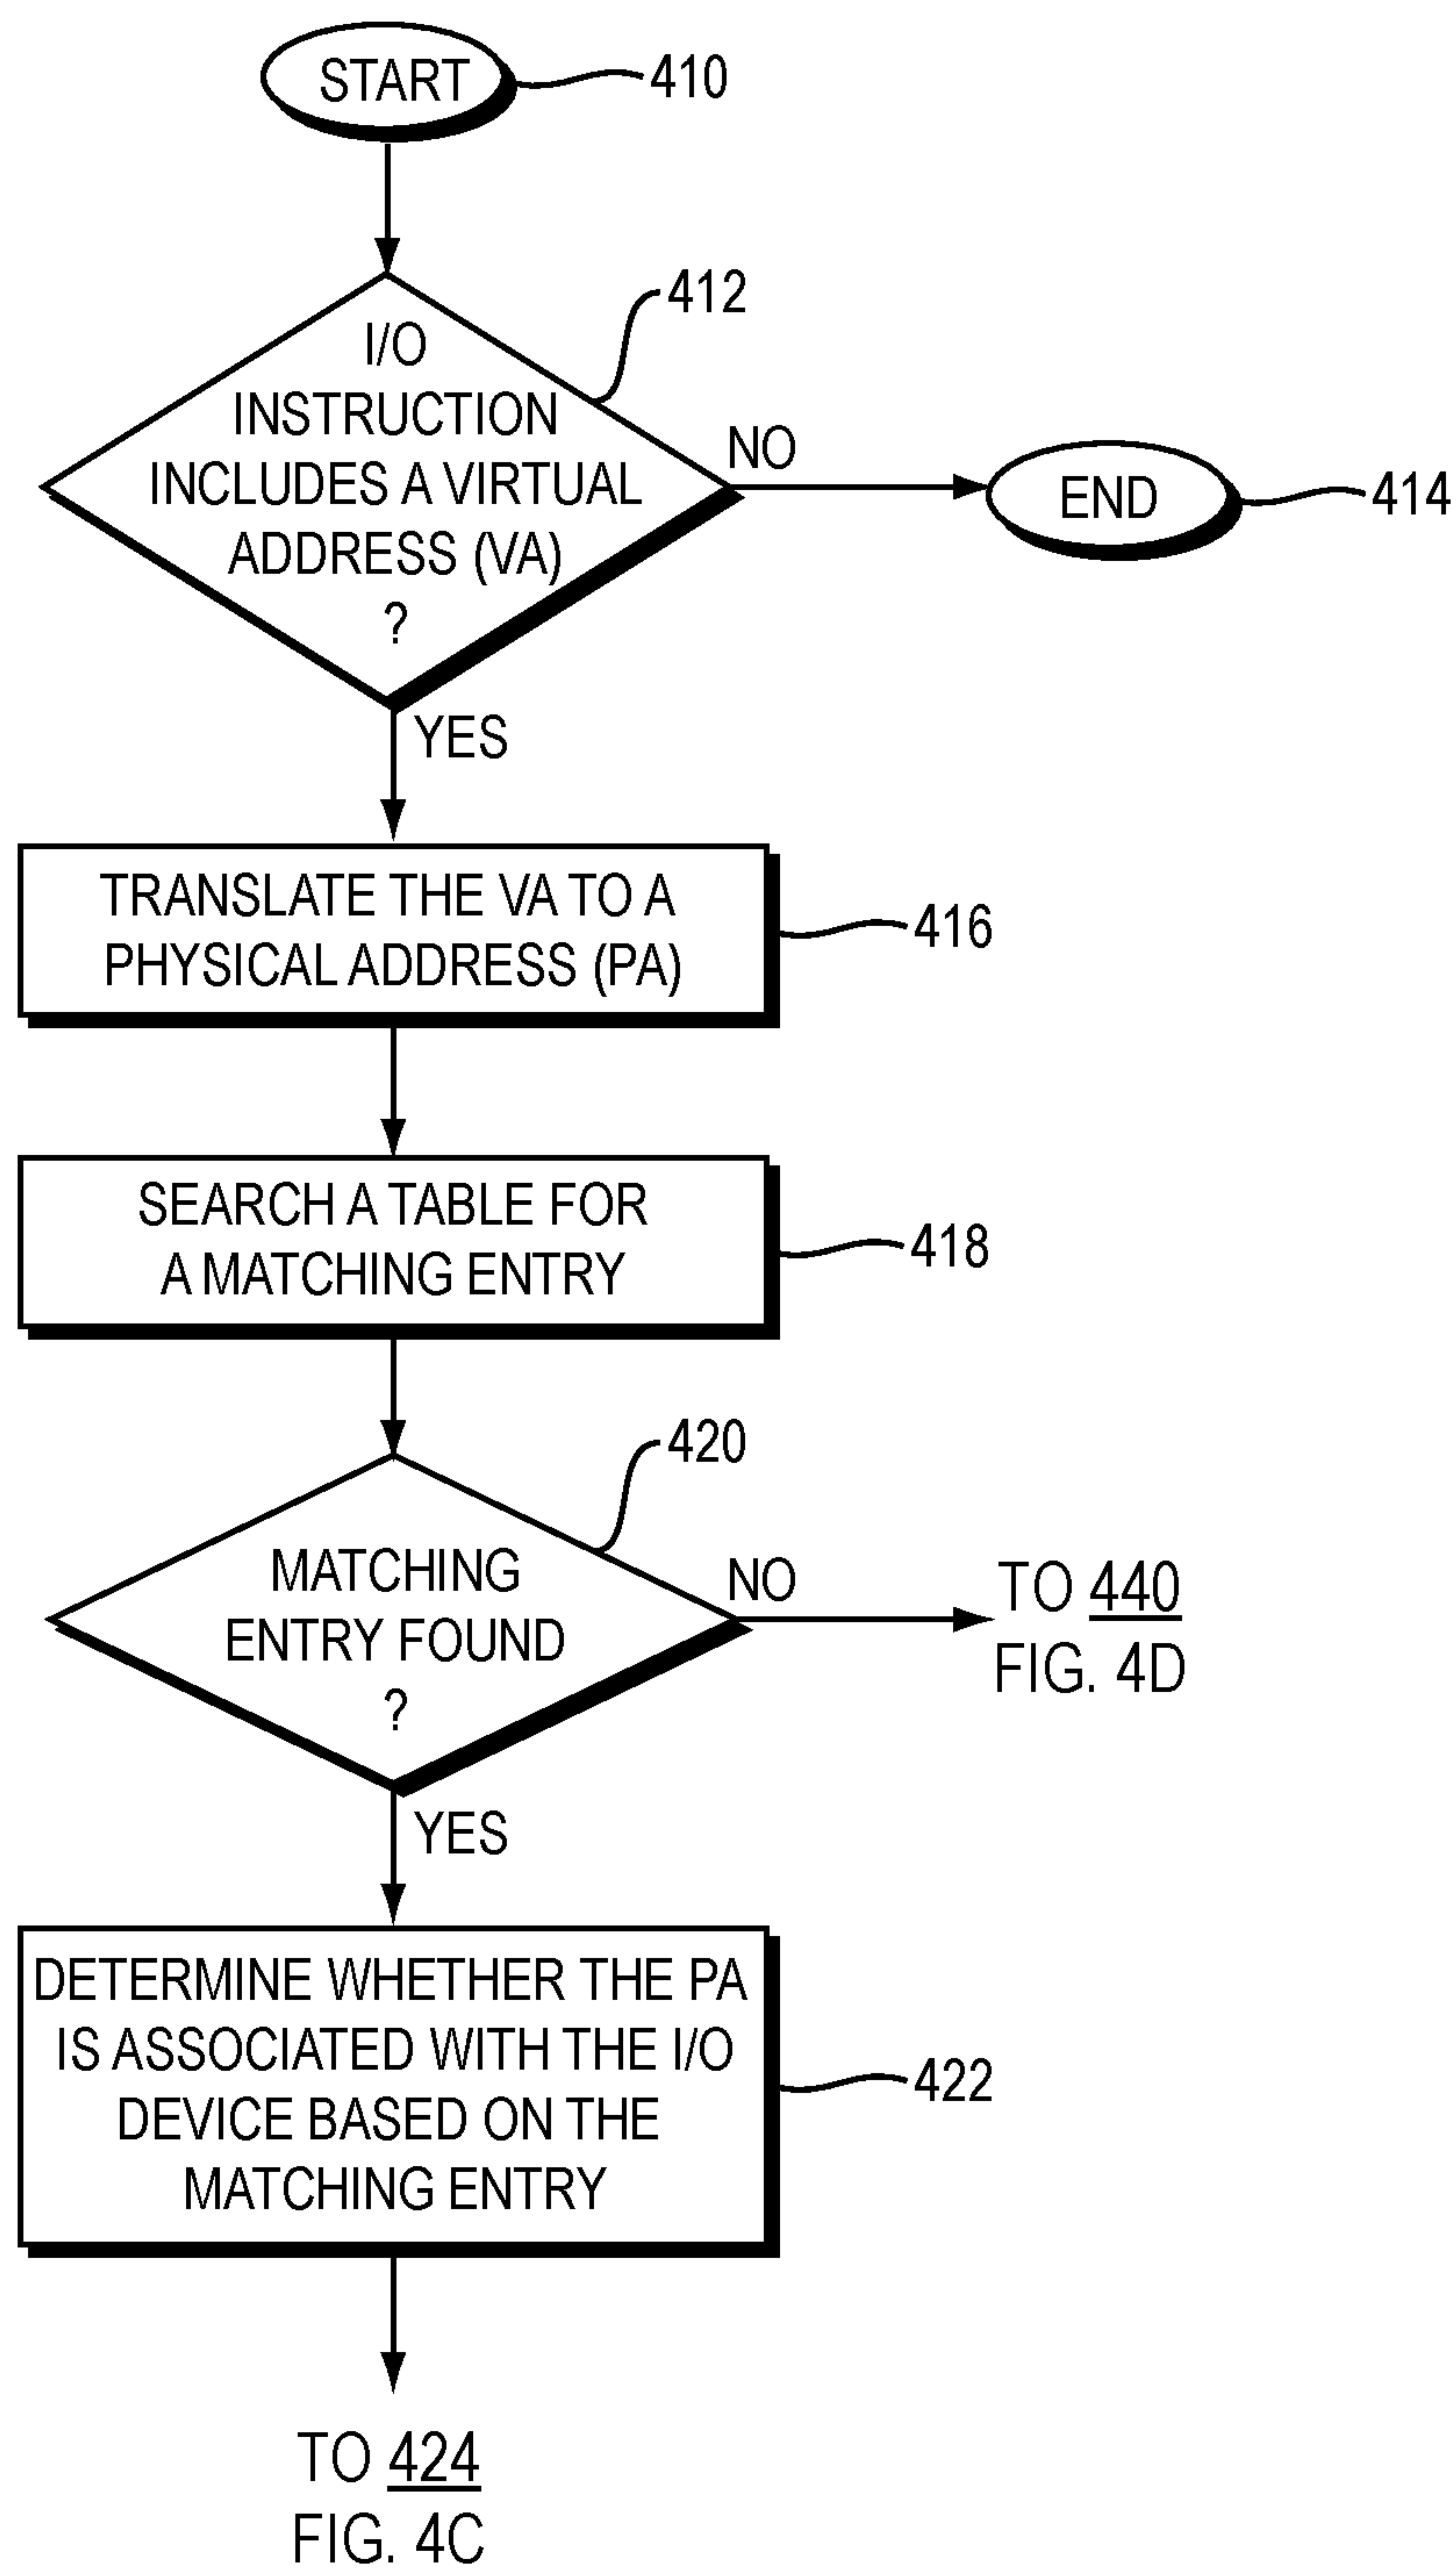 START
410
412
I/O
INSTRUCTION
INCLUDES A VIRTUAL
ADDRESS (VA)
?
NO
END
414
YES
TRANSLATE THE VA TO A
PHYSICAL ADDRESS (PA)
416
SEARCH A TABLE FOR
A MATCHING ENTRY
418
420
MATCHING
ENTRY FOUND
?
NO
TO 440
FIG. 4D
YES
DETERMINE WHETHER THE PA
IS ASSOCIATED WITH THE I/O
DEVICE BASED ON THE
MATCHING ENTRY
422
TO 424
FIG. 4C